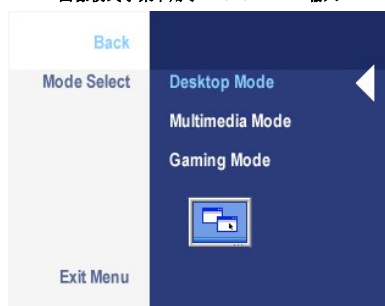 Back
Mode Select
Desktop Mode
Multimedia Mode
Gaming Mode
Exit Menu